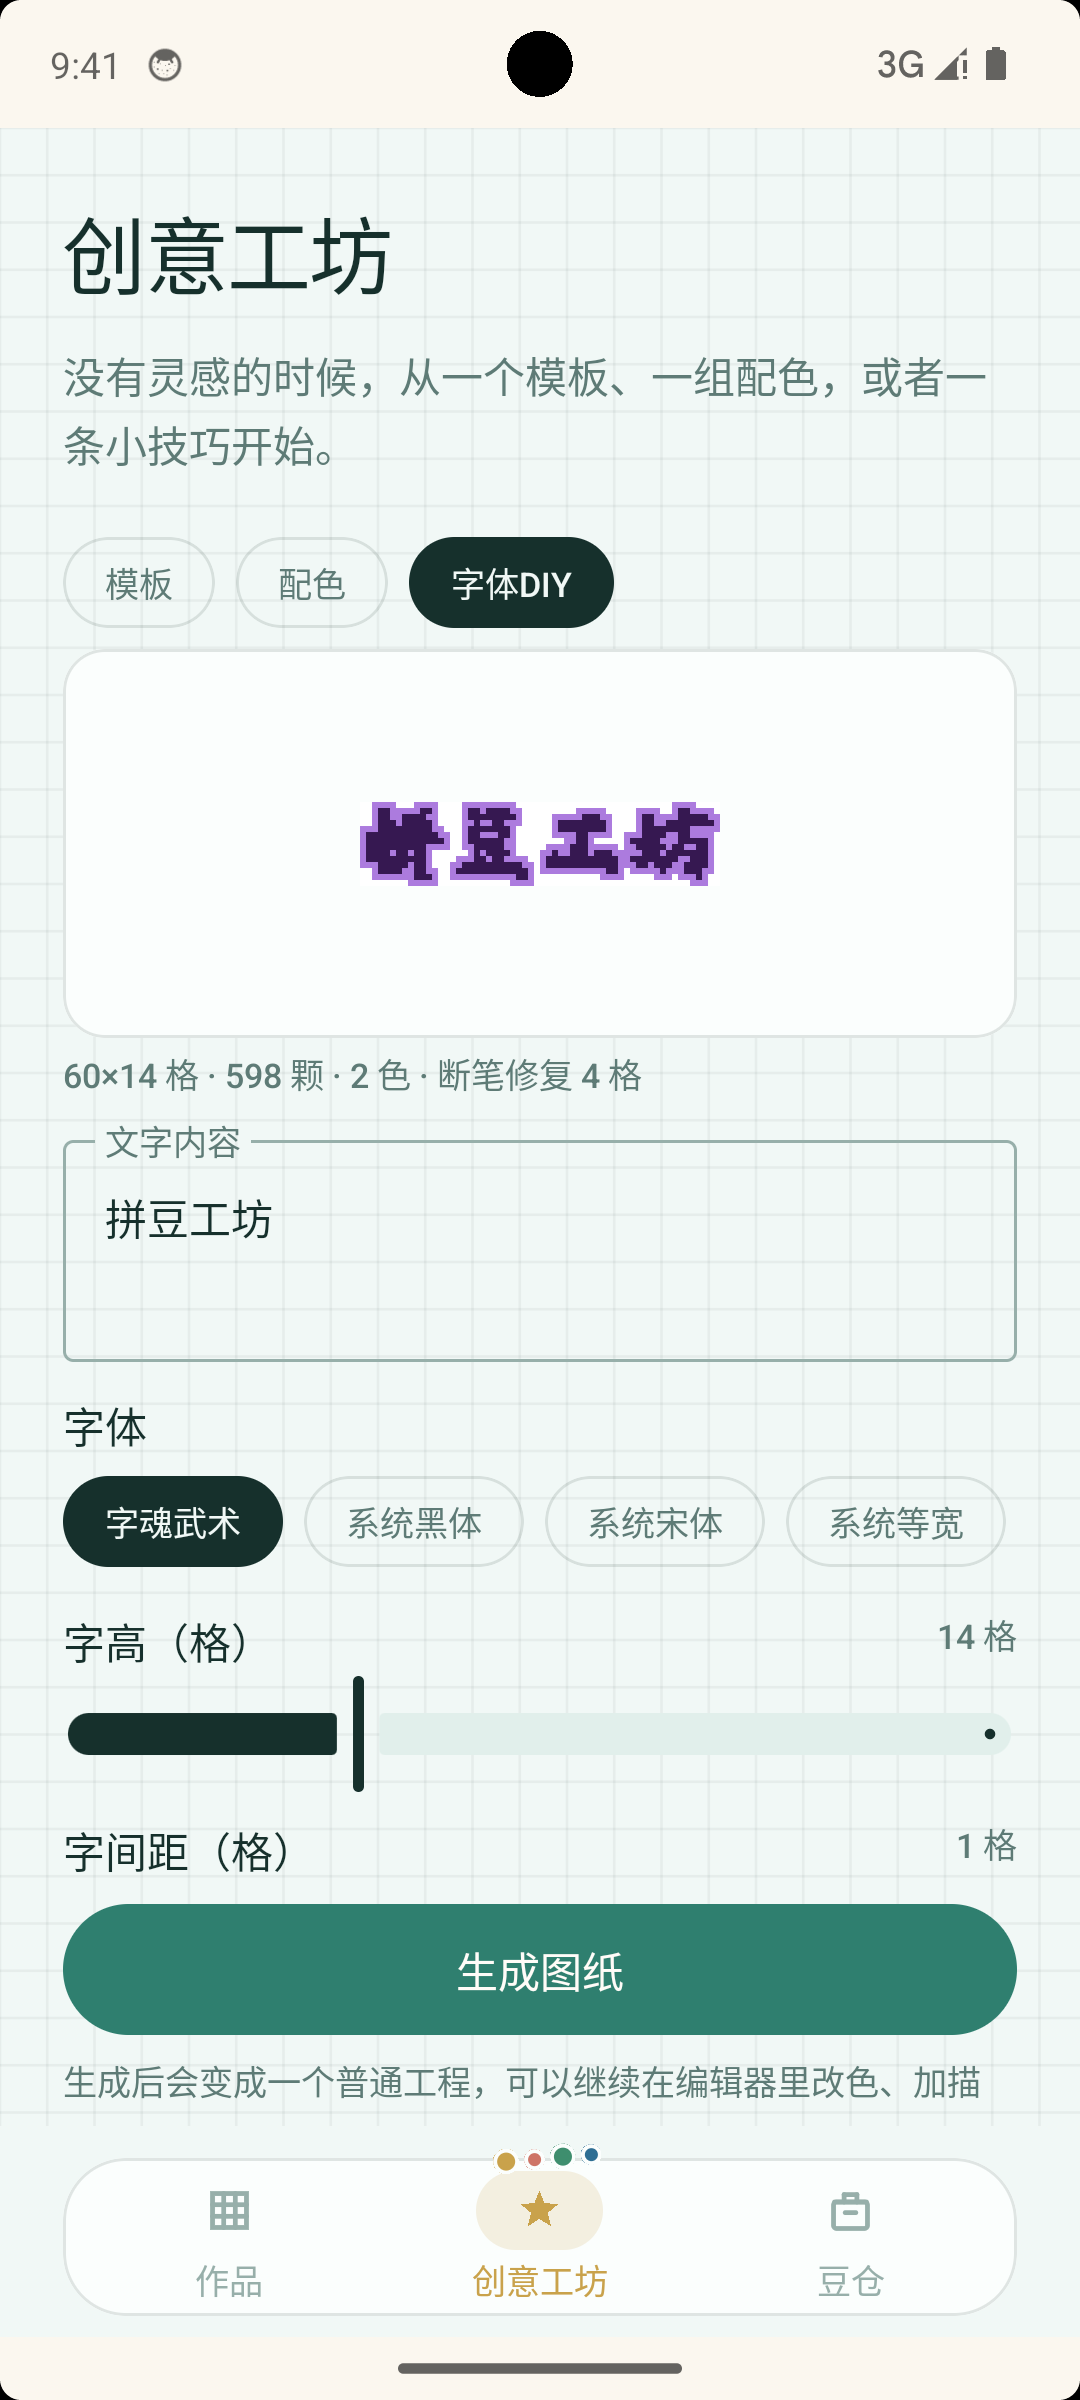 9:41
3G
创意工坊
没有灵感的时候，从一个模板、一组配色，或者一
条小技巧开始。
模板
配色
字体DIY
拼豆工坊
60×14 格 · 598 颗 · 2 色 · 断笔修复 4 格
文字内容
拼豆工坊
字体
字魂武术
系统黑体
系统宋体
系统等宽
字高（格）
14 格
字间距（格）
1 格
生成图纸
生成后会变成一个普通工程，可以继续在编辑器里改色、加描
作品
创意工坊
豆仓